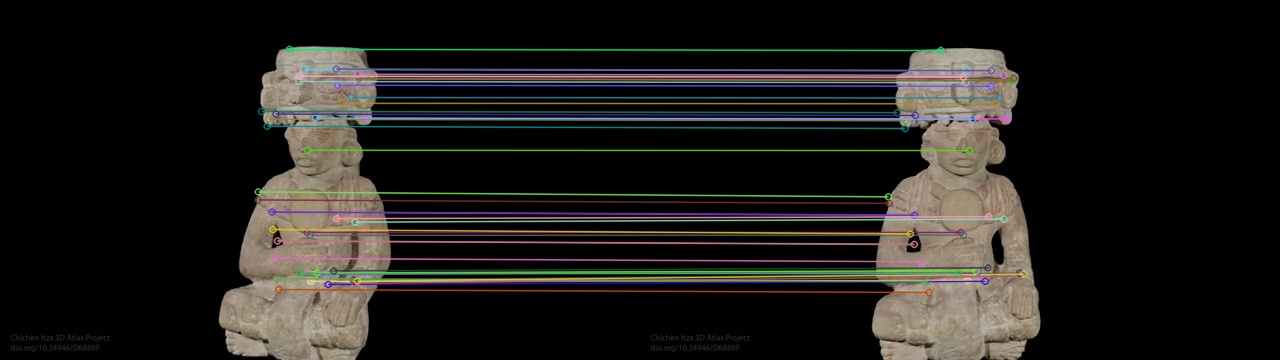 Chichen Itza 3D Atlas Project
doi.org/10.34946/D6B88P
Chichen Itza 3D Atlas Project
doi.org/10.34946/D6B88P